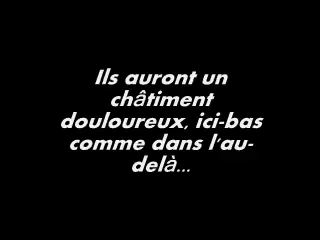 Ils auront un
châtiment
douloureux, ici-bas
comme dans l'au-
delà...